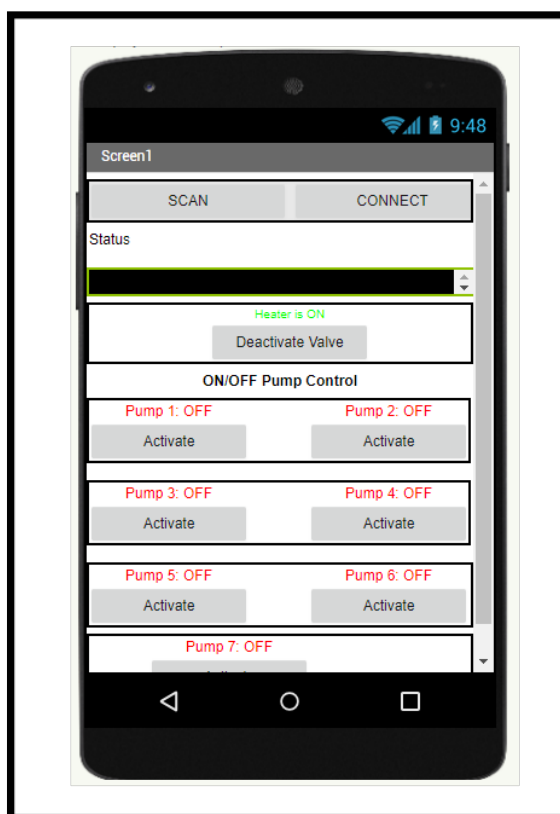 9:48
Screen1
SCAN CONNECT
Status
Heater is ON
Deactivate Valve
ON/OFF Pump Control
Pump 1: OFF Pump 2: OFF
Activate Activate
Pump 3: OFF Pump 4: OFF
Activate Activate
Pump 5: OFF Pump 6: OFF
Activate Activate
Pump 7: OFF